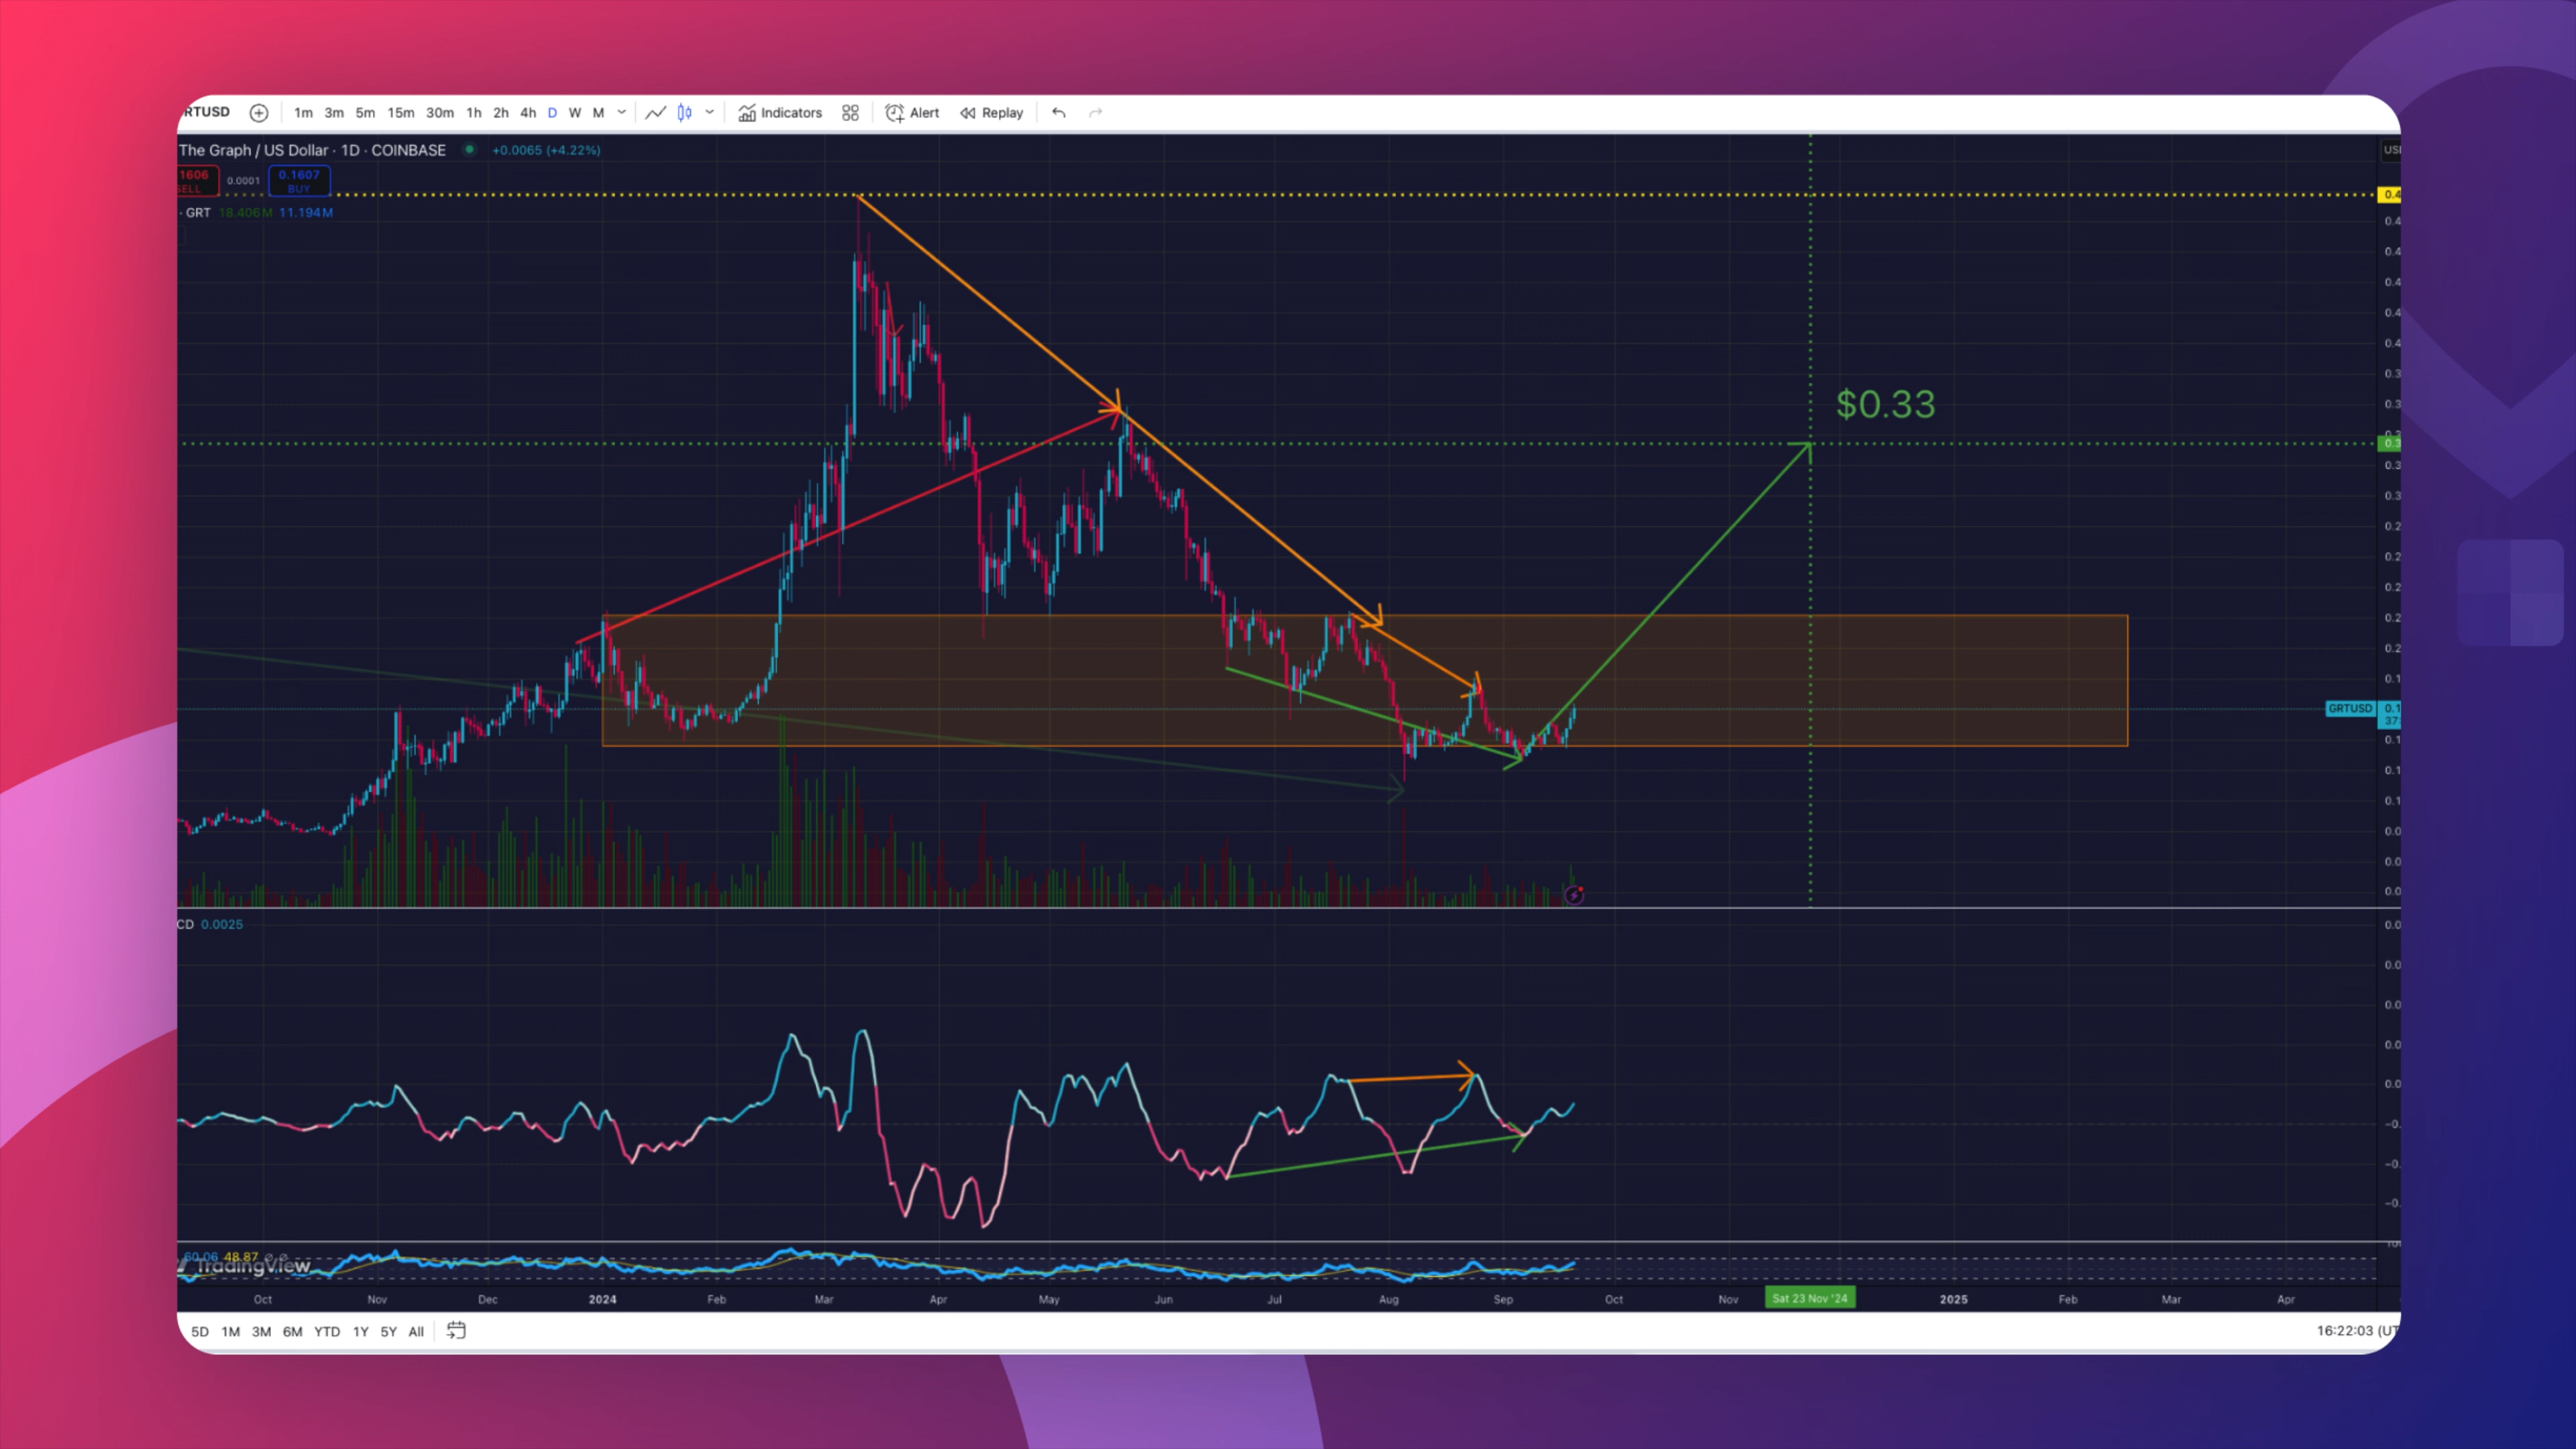 RTUSD 1m 3m 5m 15m 30m 1h 2h 4h D W M Indicators Alert Replay
The Graph / US Dollar · 1D · COINBASE +0.0065 (+4.22%)
1606 0.0001 0.1607
SELL BUY
· GRT 18.406M 11.194M
$0.33
GRTUSD
CD 0.0025
60.06 48.87
TradingView
Oct Nov Dec 2024 Feb Mar Apr May Jun Jul Aug Sep Oct Nov Sat 23 Nov '24 2025 Feb Mar Apr
5D 1M 3M 6M YTD 1Y 5Y All 16:22:03 (UT